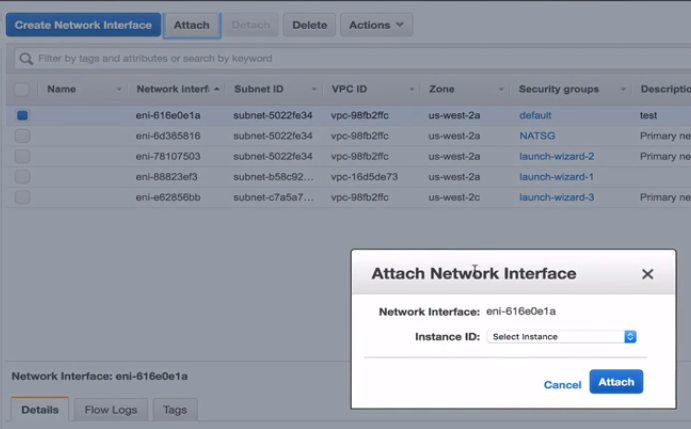 Create Network Interface Attach Detach Delete Actions
Filter by tags and attributes or search by keyword
Name Network interf Subnet ID VPC ID Zone Security groups Descriptio
eni-616e0e1a subnet-5022fe34 vpc-98fb2ffc us-west-2a default test
eni-6d385816 subnet-5022fe34 vpc-98fb2ffc us-west-2a NATSG Primary ne
eni-78107503 subnet-5022fe34 vpc-98fb2ffc us-west-2a launch-wizard-2 Primary ne
eni-88823ef3 subnet-b58c92... vpc-16d5de73 us-west-2a launch-wizard-1
eni-e62856bb subnet-c7a5a7... vpc-98fb2ffc us-west-2c launch-wizard-3 Primary ne
Attach Network Interface
Network Interface: eni-616e0e1a
Instance ID: Select Instance
Cancel Attach
Network Interface: eni-616e0e1a
Details Flow Logs Tags